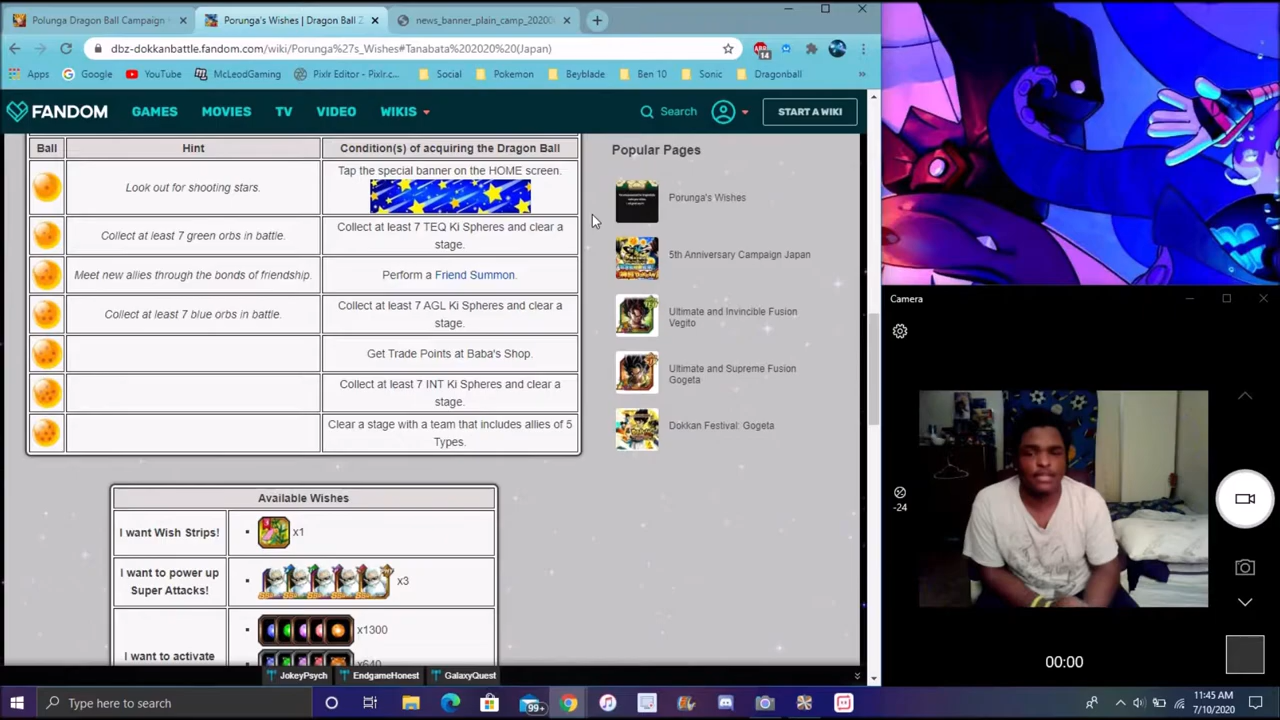 Polunga Dragon Ball Campaign
Porunga's Wishes | Dragon Ball Z
news_banner_plain_camp_20200
dbz-dokkanbattle.fandom.com/wiki/Porunga%27s_Wishes#Tanabata%202020%20(Japan)
14
Apps
Google
YouTube
McLeodGaming
Pixlr Editor - Pixlr.c...
Social
Pokemon
Beyblade
Ben 10
Sonic
Dragonball
FANDOM
GAMES
MOVIES
TV
VIDEO
WIKIS
Search
START A WIKI
Ball
Hint
Condition(s) of acquiring the Dragon Ball
Look out for shooting stars.
Tap the special banner on the HOME screen.
Collect at least 7 green orbs in battle.
Collect at least 7 TEQ Ki Spheres and clear a
stage.
Meet new allies through the bonds of friendship.
Perform a Friend Summon.
Collect at least 7 blue orbs in battle.
Collect at least 7 AGL Ki Spheres and clear a
stage.
Get Trade Points at Baba's Shop.
Collect at least 7 INT Ki Spheres and clear a
stage.
Clear a stage with a team that includes allies of 5
Types.
Available Wishes
I want Wish Strips!
x1
I want to power up
Super Attacks!
x3
I want to activate
x1300
x640
Popular Pages
Porunga's Wishes
5th Anniversary Campaign Japan
Ultimate and Invincible Fusion
Vegito
Ultimate and Supreme Fusion
Gogeta
Dokkan Festival: Gogeta
JokeyPsych
EndgameHonest
GalaxyQuest
Camera
-24
00:00
Type here to search
99+
11:45 AM
7/10/2020